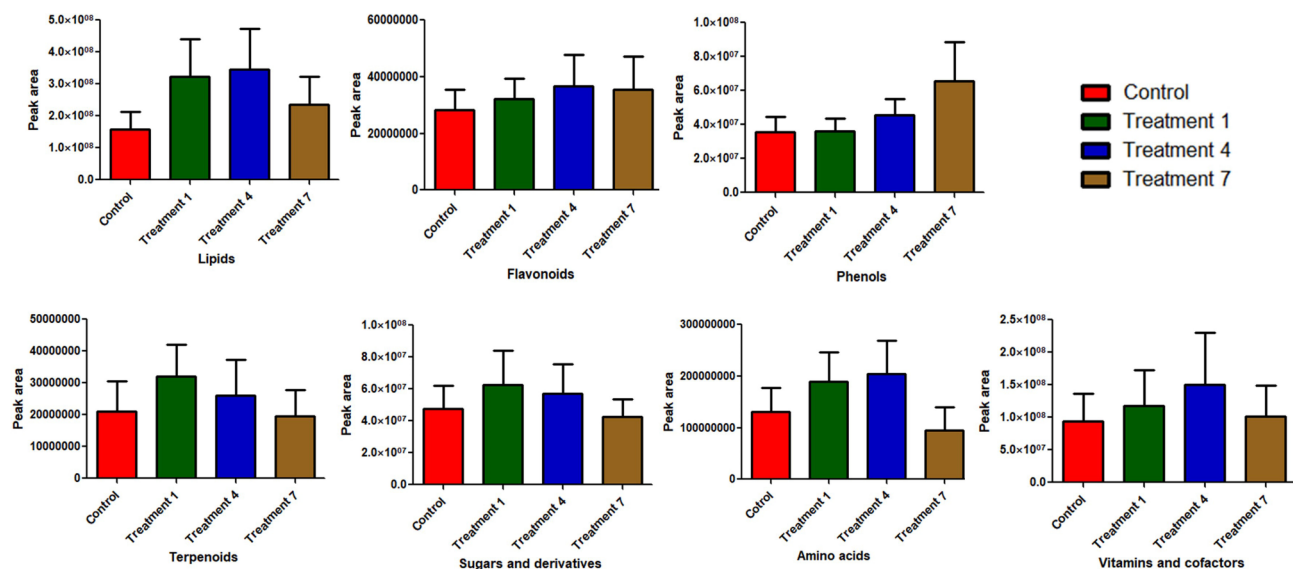 Peak area
5.0×10⁰⁸
4.0×10⁰⁸
3.0×10⁰⁸
2.0×10⁰⁸
1.0×10⁰⁸
0.0
Control
Treatment 1
Treatment 4
Treatment 7
Lipids
Peak area
60000000
40000000
20000000
0
Control
Treatment 1
Treatment 4
Treatment 7
Flavonoids
Peak area
1.0×10⁰⁸
8.0×10⁰⁷
6.0×10⁰⁷
4.0×10⁰⁷
2.0×10⁰⁷
0.0
Control
Treatment 1
Treatment 4
Treatment 7
Phenols
Control
Treatment 1
Treatment 4
Treatment 7
Peak area
50000000
40000000
30000000
20000000
10000000
0
Control
Treatment 1
Treatment 4
Treatment 7
Terpenoids
Peak area
1.0×10⁰⁸
8.0×10⁰⁷
6.0×10⁰⁷
4.0×10⁰⁷
2.0×10⁰⁷
0.0
Control
Treatment 1
Treatment 4
Treatment 7
Sugars and derivatives
Peak area
300000000
200000000
100000000
0
Control
Treatment 1
Treatment 4
Treatment 7
Amino acids
Peak area
2.5×10⁰⁸
2.0×10⁰⁸
1.5×10⁰⁸
1.0×10⁰⁸
5.0×10⁰⁷
0.0
Control
Treatment 1
Treatment 4
Treatment 7
Vitamins and cofactors